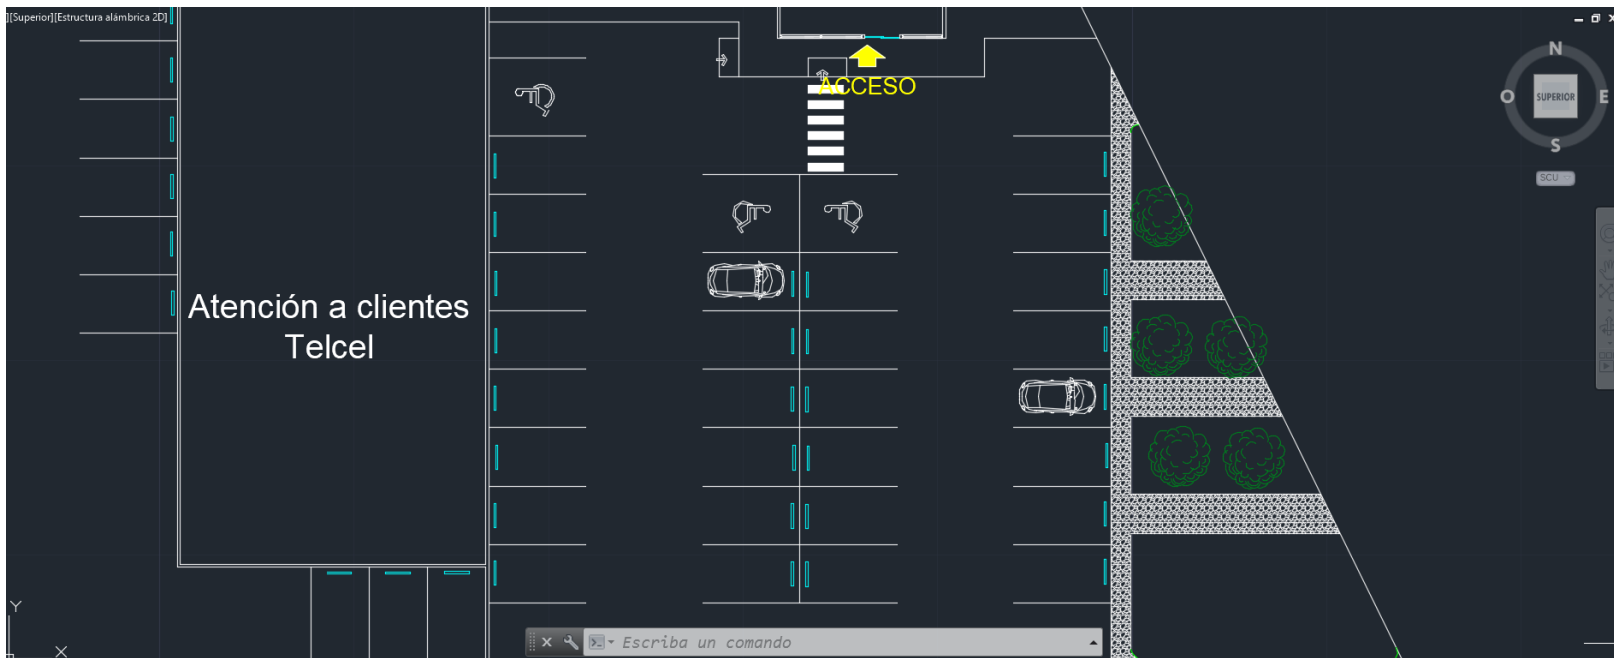 ][Superior][Estructura alámbrica 2D]
ACCESO
N
O
SUPERIOR
E
S
SCU
Atención a clientes
Telcel
Y
X
Escriba un comando